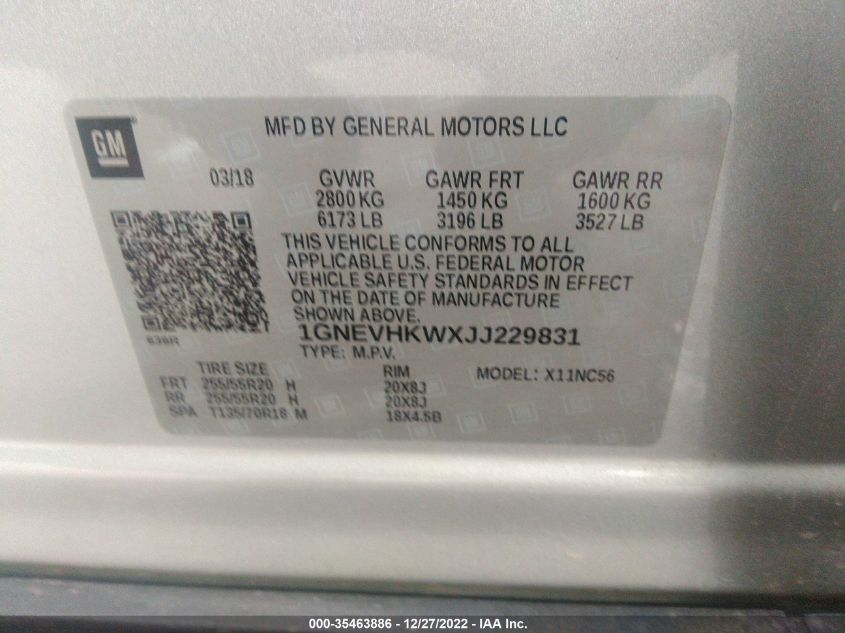 GM
MFD BY GENERAL MOTORS LLC
03/18 GVWR GAWR FRT GAWR RR
2800 KG 1450 KG 1600 KG
6173 LB 3196 LB 3527 LB
THIS VEHICLE CONFORMS TO ALL
APPLICABLE U.S. FEDERAL MOTOR
VEHICLE SAFETY STANDARDS IN EFFECT
ON THE DATE OF MANUFACTURE
SHOWN ABOVE.
1GNEVHKWXJJ229831
TYPE: M.P.V.
TIRE SIZE RIM MODEL: X11NC56
FRT 255/55R20 H 20X8J
RR 255/55R20 H 20X8J
SPA T135/70R18 M 18X4.5B
000-35463886 - 12/27/2022 - IAA Inc.